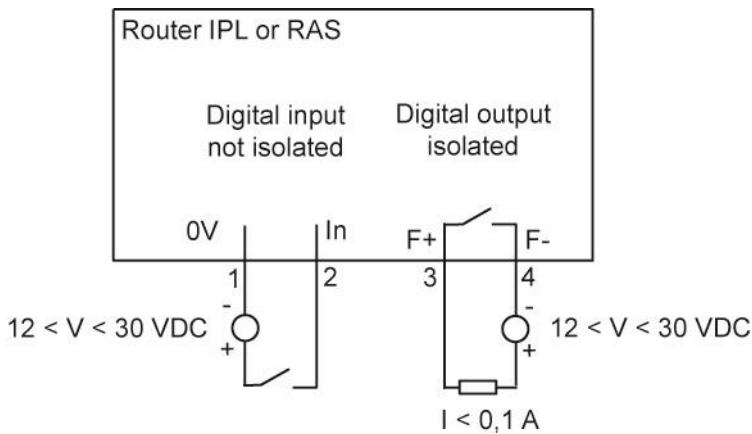 Router IPL or RAS
Digital input
not isolated
Digital output
isolated
0V
In
F+
F-
1
2
3
4
-
12 < V < 30 VDC
+
-
12 < V < 30 VDC
+
I < 0,1 A